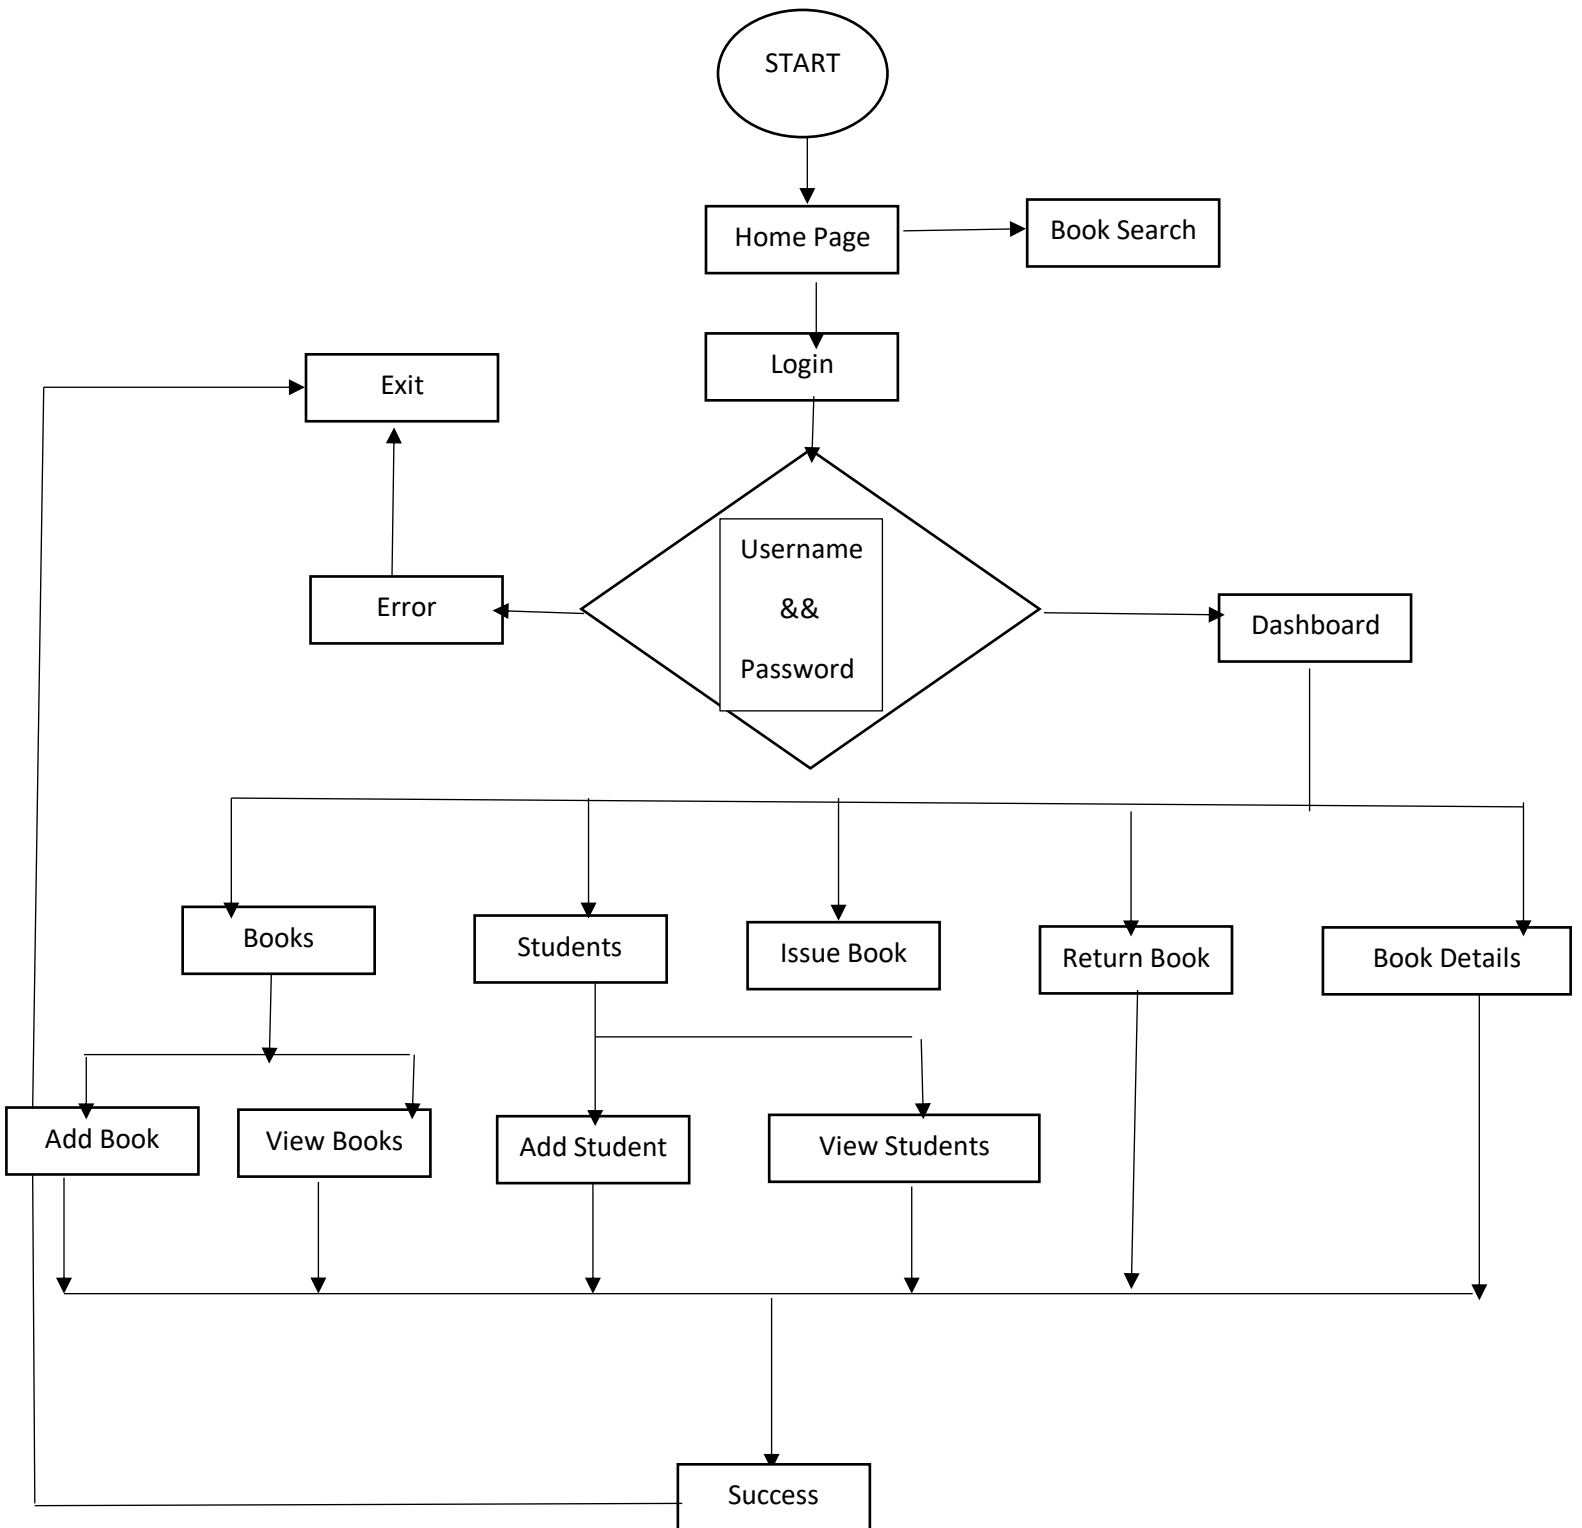 START
Home Page
Book Search
Login
Exit
Username
&&
Password
Error
Dashboard
Books
Students
Issue Book
Return Book
Book Details
Add Book
View Books
Add Student
View Students
Success